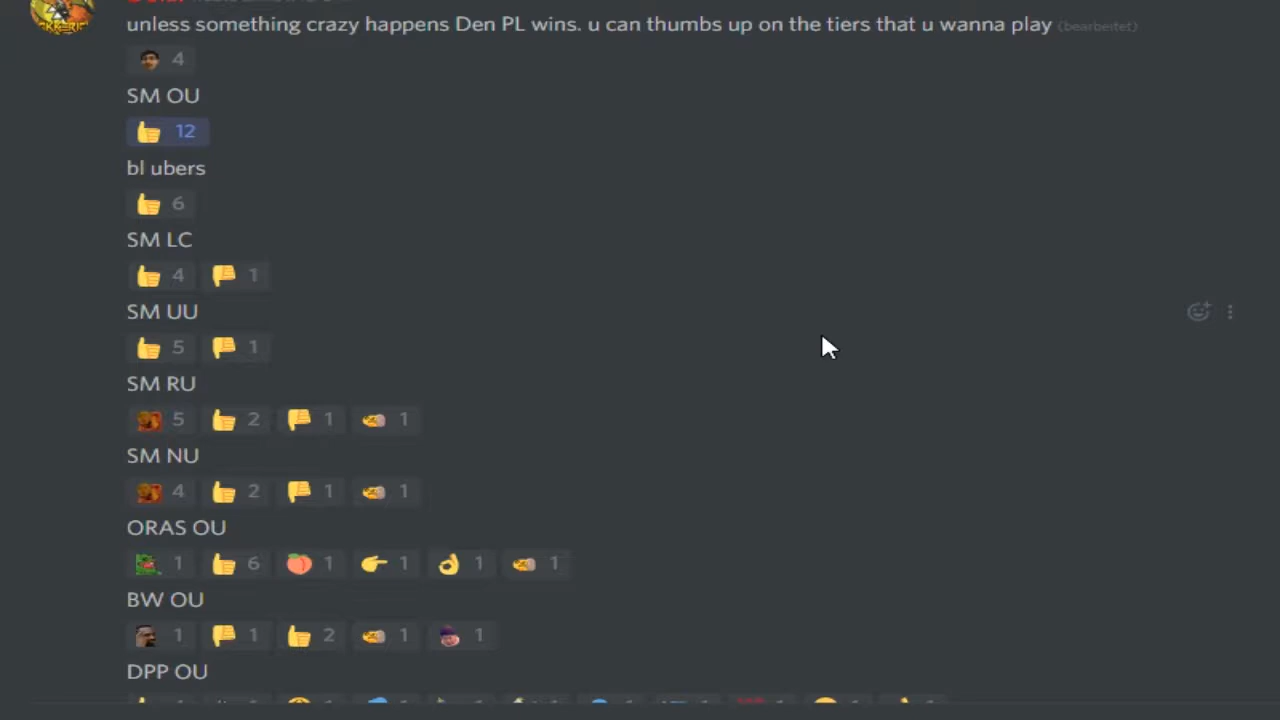 unless something crazy happens Den PL wins. u can thumbs up on the tiers that u wanna play (bearbeitet)
4
SM OU
12
bl ubers
6
SM LC
4 1
SM UU
5 1
SM RU
5 2 1 1
SM NU
4 2 1 1
ORAS OU
1 6 1 1 1 1
BW OU
1 1 2 1 1
DPP OU